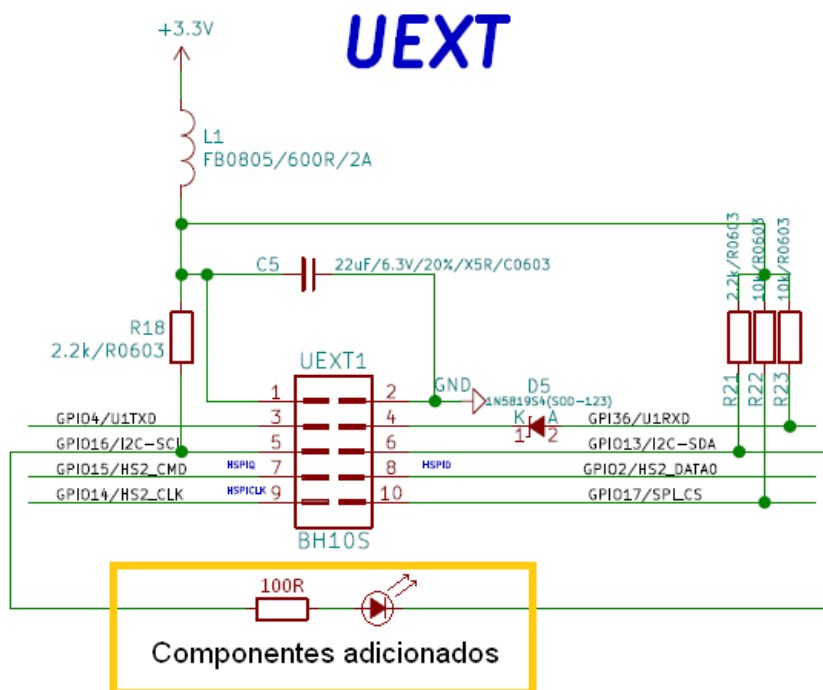 UEXT
+3.3V
L1
FB0805/600R/2A
C5
22uF/6.3V/20%/X5R/C0603
2.2k/R0603
10k/R0603
10k/R0603
R18
2.2k/R0603
R21
R22
R23
UEXT1
GND
D5
1N5819S4(SOD-123)
1
2
K
A
1
2
GPIO4/U1TXD
3
4
GPIO36/U1RXD
GPIO16/I2C-SCL
5
6
GPIO13/I2C-SDA
GPIO15/HS2_CMD
HSPIQ
7
8
HSPID
GPIO2/HS2_DATA0
GPIO14/HS2_CLK
HSPICLK
9
10
GPIO17/SPI_CS
BH10S
100R
Componentes adicionados